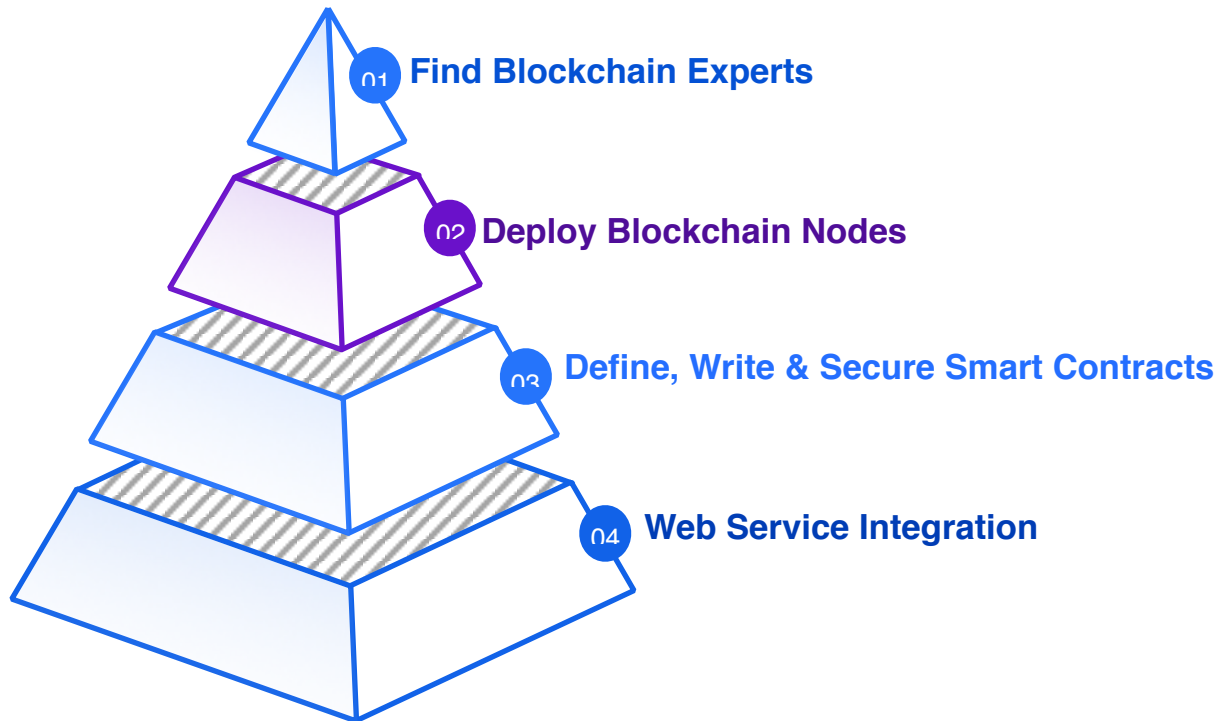 01 Find Blockchain Experts
02 Deploy Blockchain Nodes
03 Define, Write & Secure Smart Contracts
04 Web Service Integration